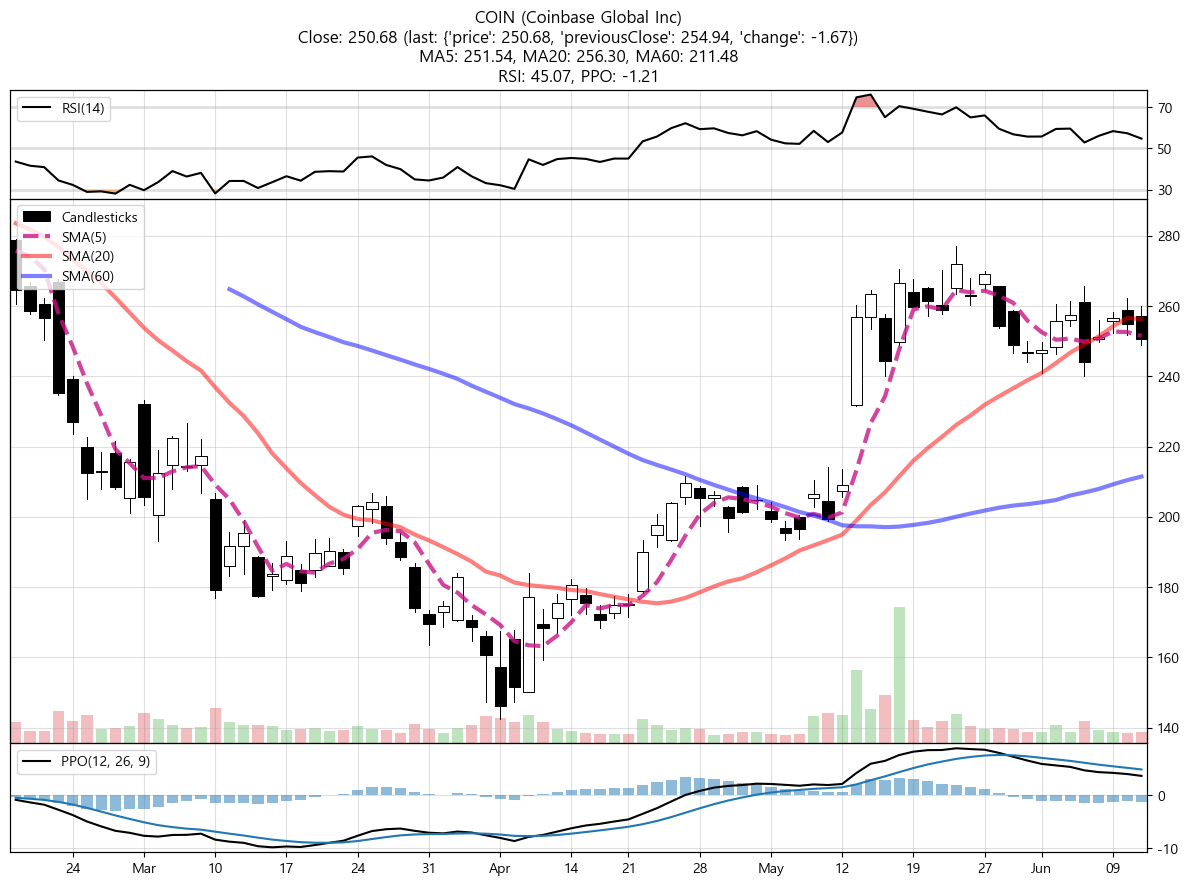 COIN (Coinbase Global Inc)
Close: 250.68 (last: {'price': 250.68, 'previousClose': 254.94, 'change': -1.67})
MA5: 251.54, MA20: 256.30, MA60: 211.48
RSI: 45.07, PPO: -1.21
RSI(14)
70
50
30
Candlesticks
SMA(5)
SMA(20)
SMA(60)
280
260
240
220
200
180
160
140
PPO(12, 26, 9)
0
-10
24 Mar 10 17 24 31 Apr 14 21 28 May 12 19 27 Jun 09